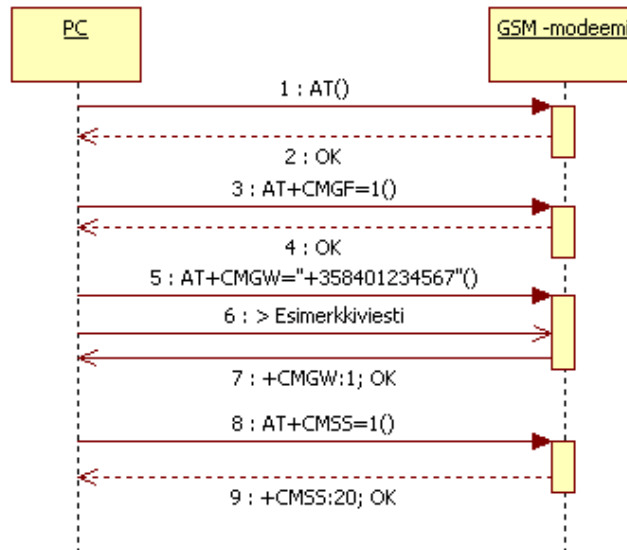 PC
GSM -modeemi
1 : AT()
2 : OK
3 : AT+CMGF=1()
4 : OK
5 : AT+CMGW="+358401234567"()
6 : > Esimerkkiviesti
7 : +CMGW:1; OK
8 : AT+CMSS=1()
9 : +CMSS:20; OK